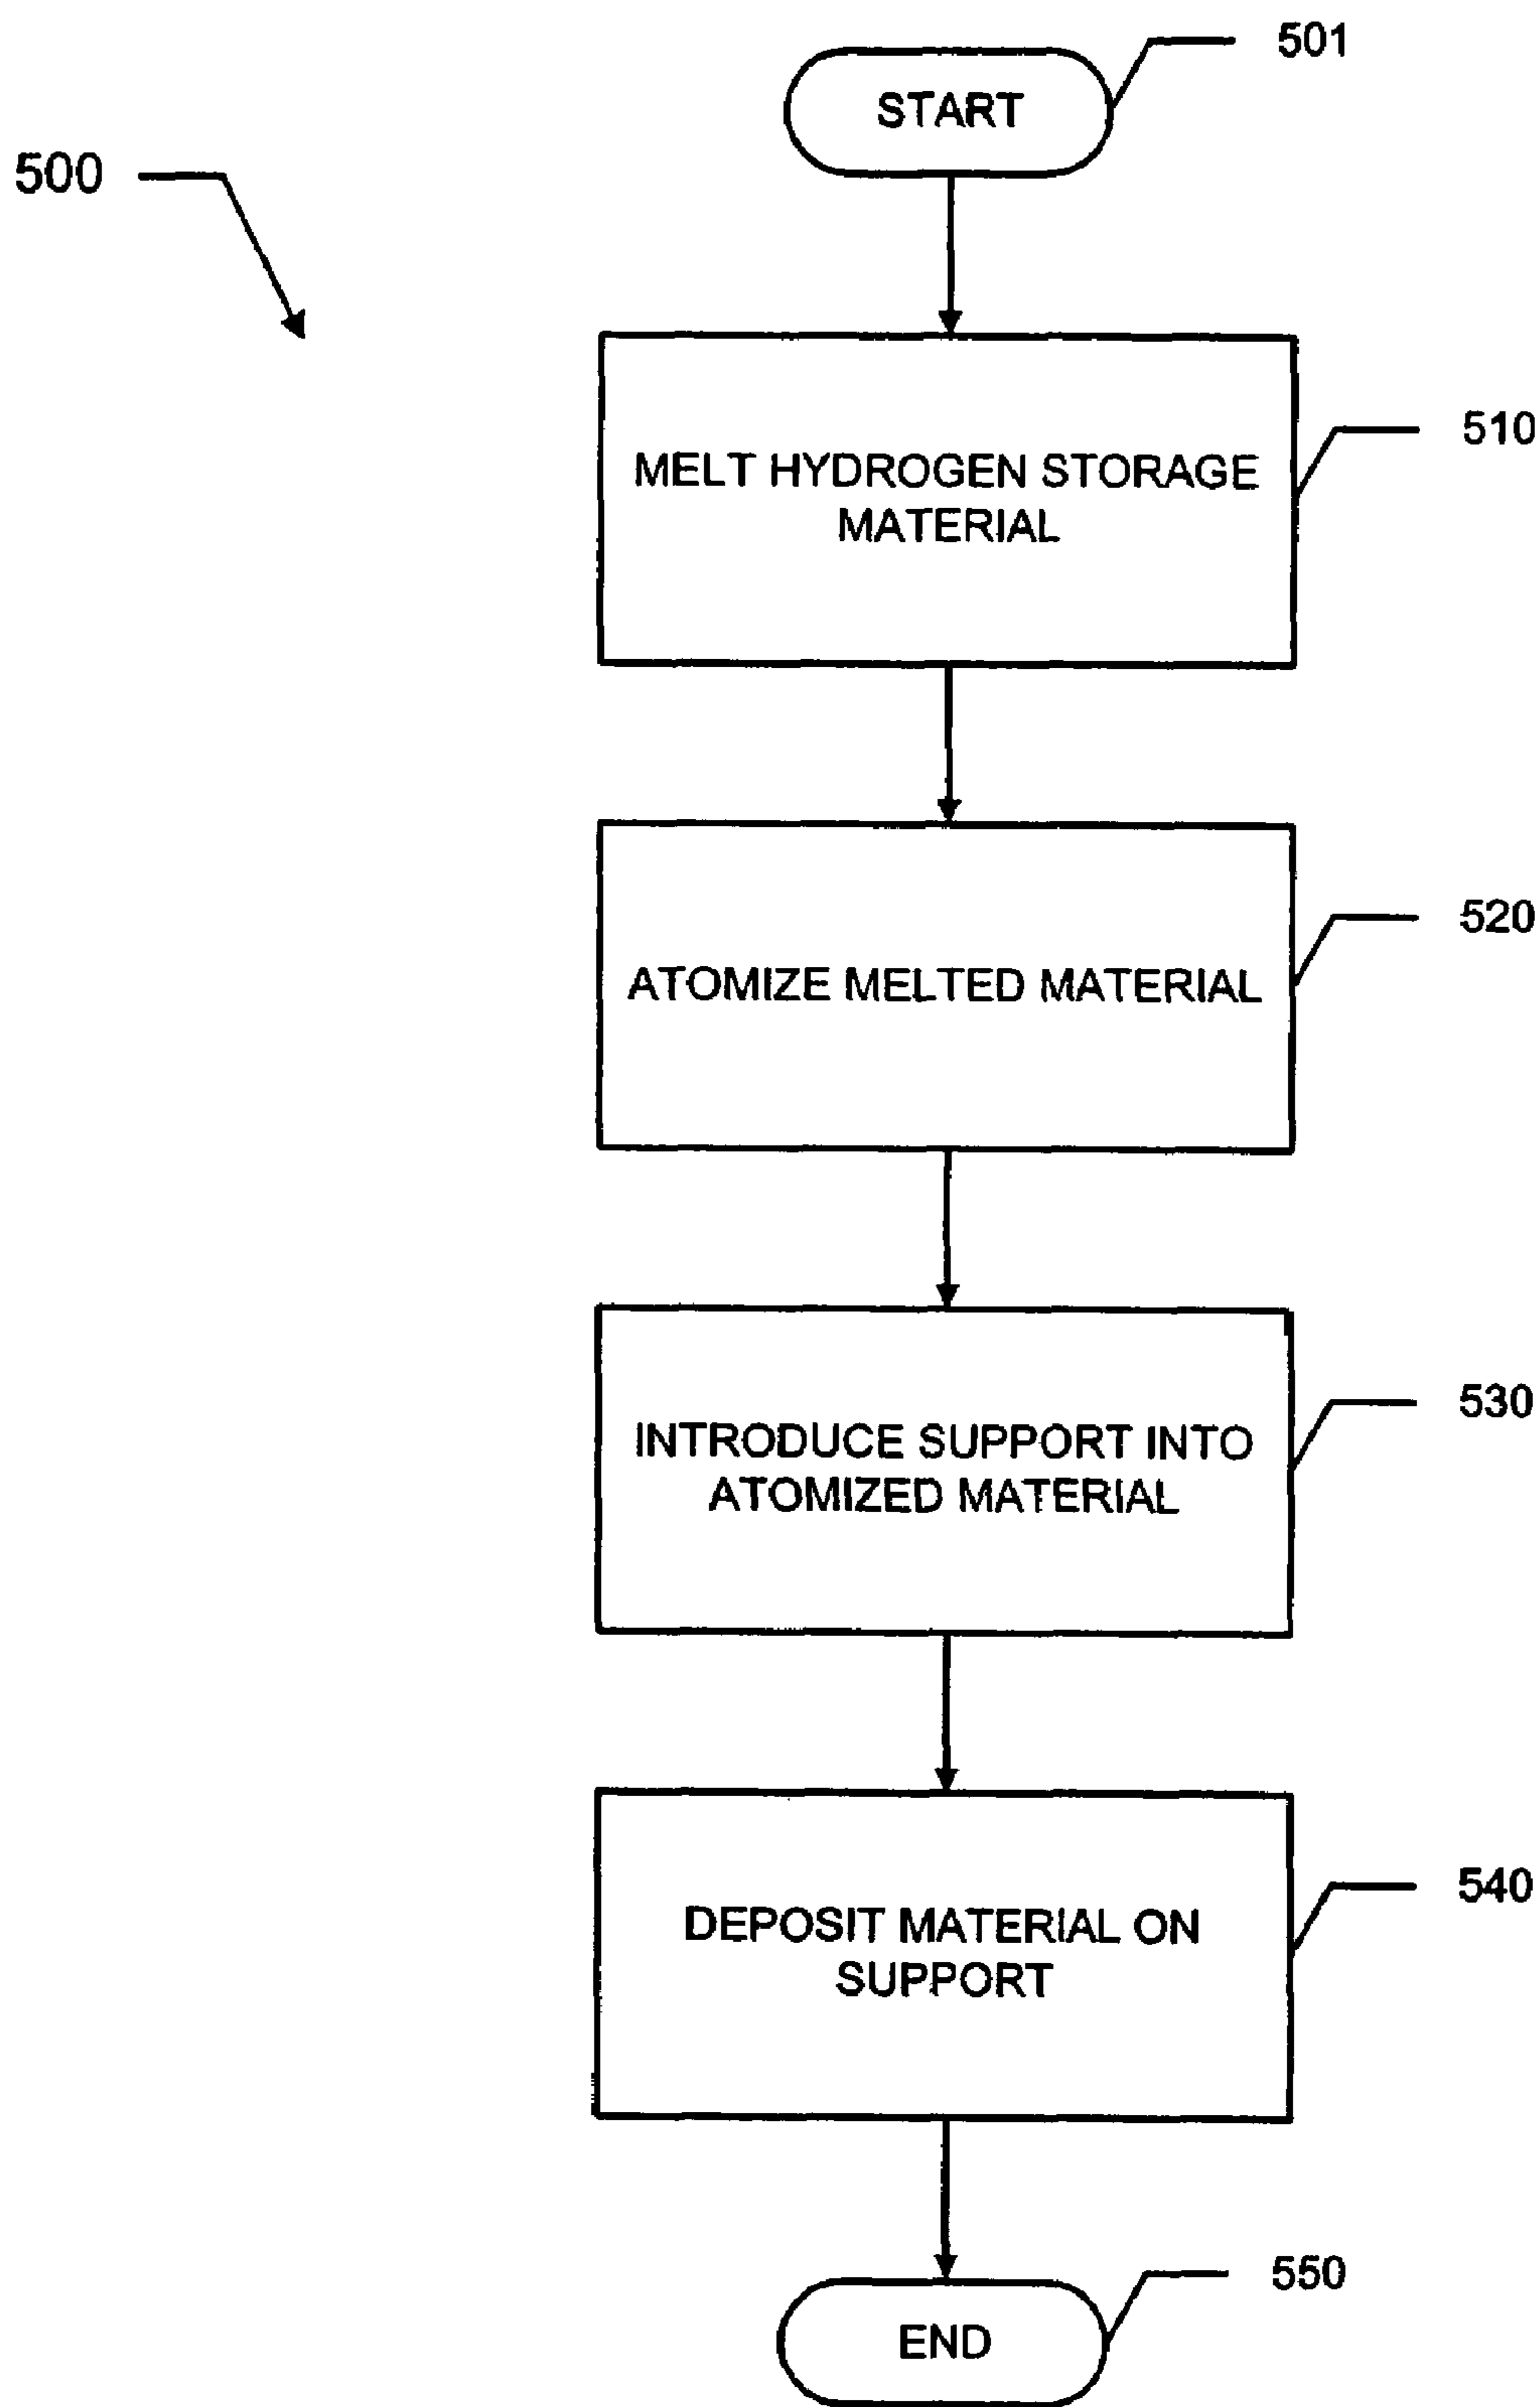 501
START
500
510
MELT HYDROGEN STORAGE
MATERIAL
520
ATOMIZE MELTED MATERIAL
530
INTRODUCE SUPPORT INTO
ATOMIZED MATERIAL
540
DEPOSIT MATERIAL ON
SUPPORT
550
END